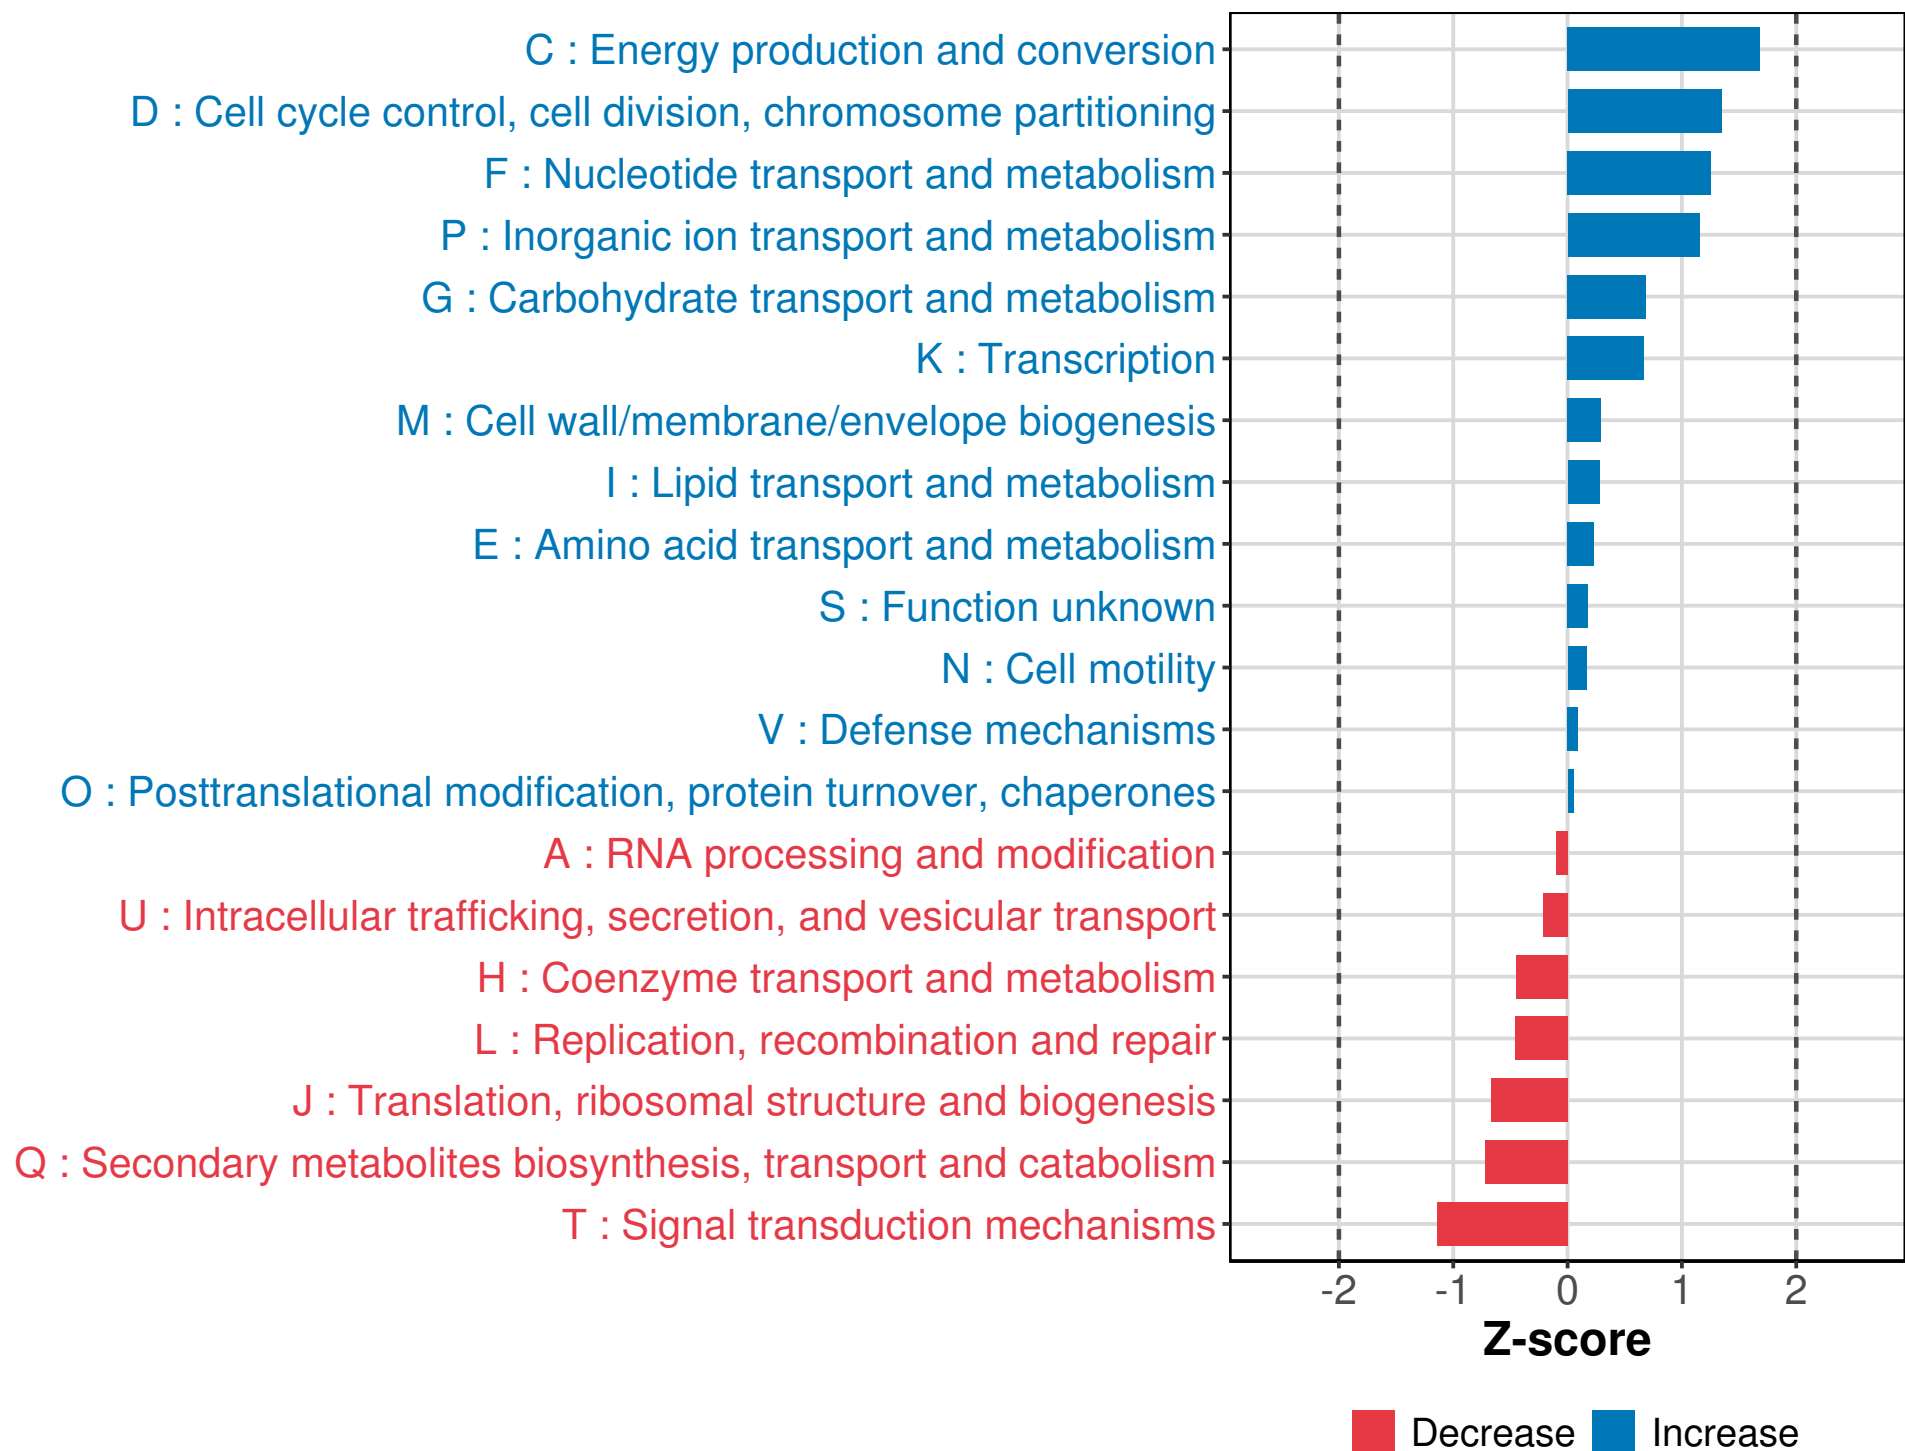 C : Energy production and conversion
D : Cell cycle control, cell division, chromosome partitioning
F : Nucleotide transport and metabolism
P : Inorganic ion transport and metabolism
G : Carbohydrate transport and metabolism
K : Transcription
M : Cell wall/membrane/envelope biogenesis
I : Lipid transport and metabolism
E : Amino acid transport and metabolism
S : Function unknown
N : Cell motility
V : Defense mechanisms
O : Posttranslational modification, protein turnover, chaperones
A : RNA processing and modification
U : Intracellular trafficking, secretion, and vesicular transport
H : Coenzyme transport and metabolism
L : Replication, recombination and repair
J : Translation, ribosomal structure and biogenesis
Q : Secondary metabolites biosynthesis, transport and catabolism
T : Signal transduction mechanisms
-2 -1 0 1 2
Z-score
Decrease Increase